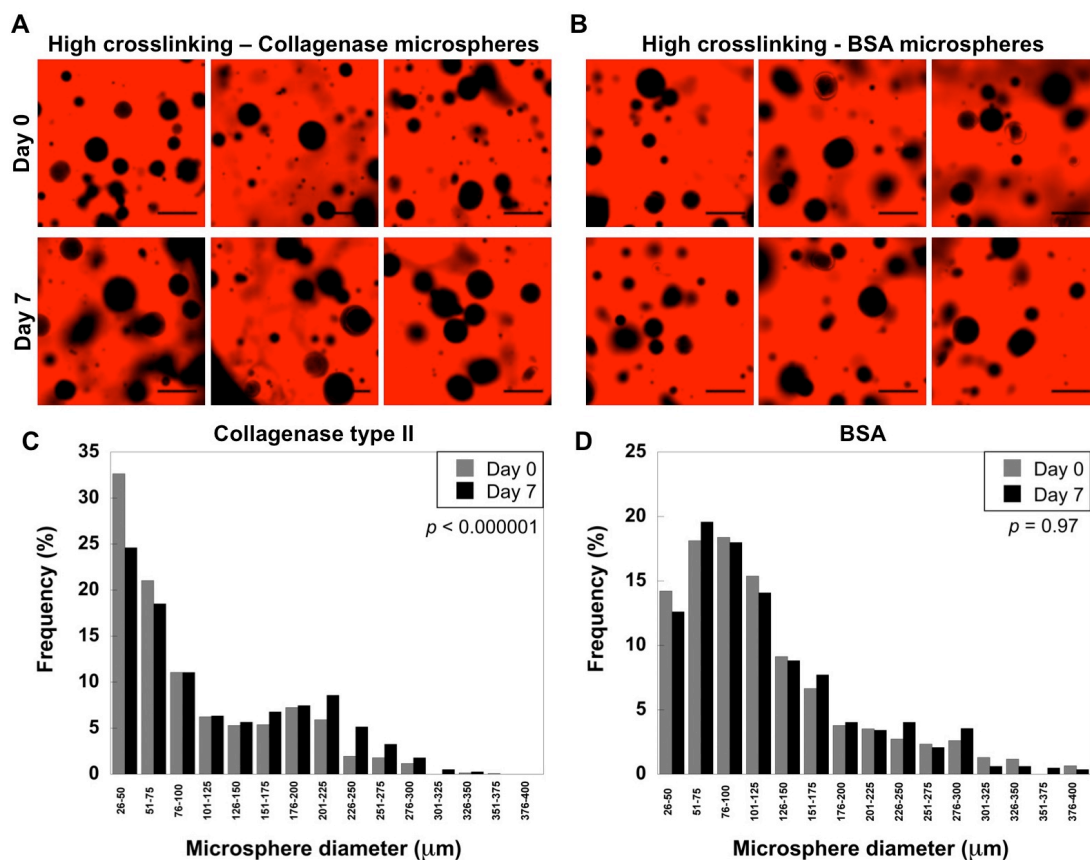 A
High crosslinking – Collagenase microspheres
B
High crosslinking - BSA microspheres
Day 0
Day 7
C
Collagenase type II
Day 0
Day 7
p < 0.000001
35
30
25
20
15
10
5
0
Frequency (%)
26-50
51-75
76-100
101-125
126-150
151-175
176-200
201-225
226-250
251-275
276-300
301-325
326-350
351-375
376-400
Microsphere diameter (μm)
D
BSA
Day 0
Day 7
p = 0.97
25
20
15
10
5
0
Frequency (%)
26-50
51-75
76-100
101-125
126-150
151-175
176-200
201-225
226-250
251-275
276-300
301-325
326-350
351-375
376-400
Microsphere diameter (μm)